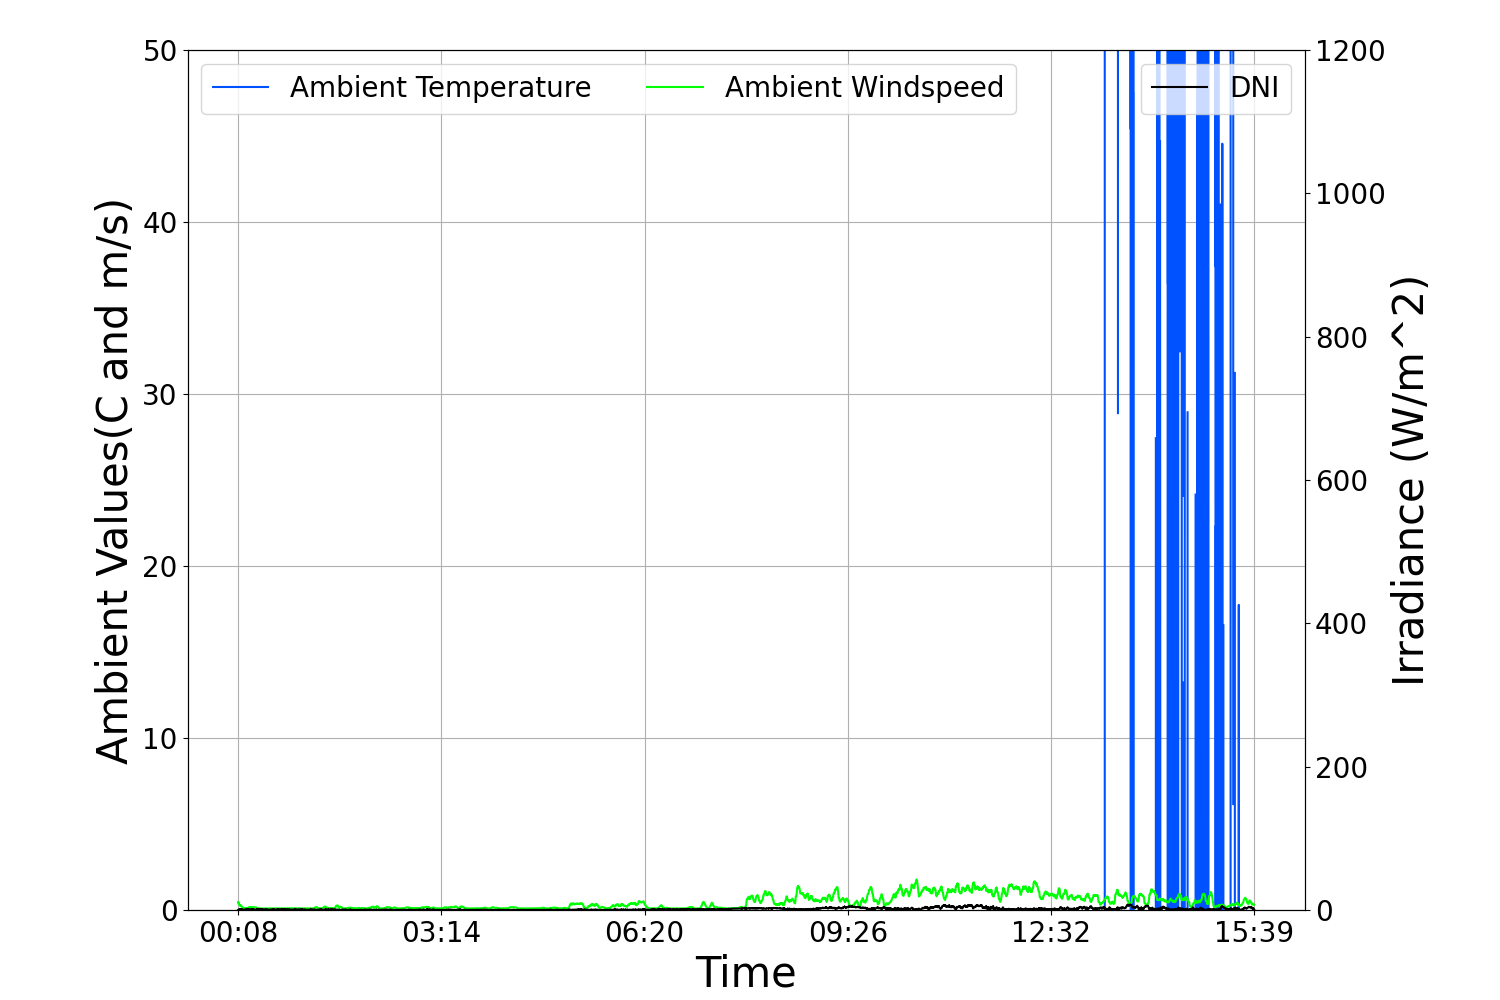 Ambient Temperature
Ambient Windspeed
DNI
50
40
30
20
10
0
Ambient Values(C and m/s)
1200
1000
800
600
400
200
0
Irradiance (W/m^2)
00:08 03:14 06:20 09:26 12:32 15:39
Time